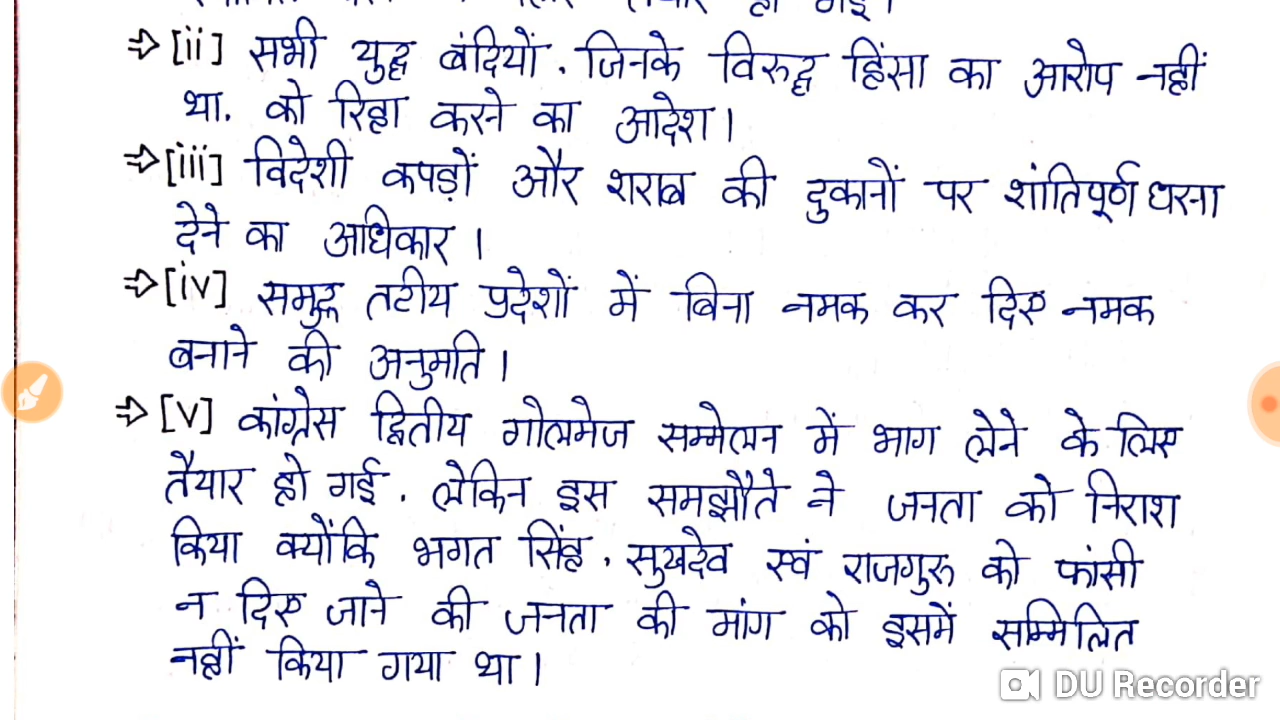 तैयार हो गई।
⇒ [ii] सभी युद्ध बंदियों, जिनके विरुद्ध हिंसा का आरोप नहीं
था, को रिहा करने का आदेश।
⇒ [iii] विदेशी कपड़ों और शराब की दुकानों पर शांतिपूर्ण धरना
देने का अधिकार।
⇒ [iv] समुद्र तटीय प्रदेशों में बिना नमक कर दिए नमक
बनाने की अनुमति।
⇒ [v] कांग्रेस द्वितीय गोलमेज सम्मेलन में भाग लेने के लिए
तैयार हो गई, लेकिन इस समझौते ने जनता को निराश
किया क्योंकि भगत सिंह, सुखदेव एवं राजगुरु को फांसी
न दिए जाने की जनता की मांग को इसमें सम्मिलित
नहीं किया गया था।
DU Recorder